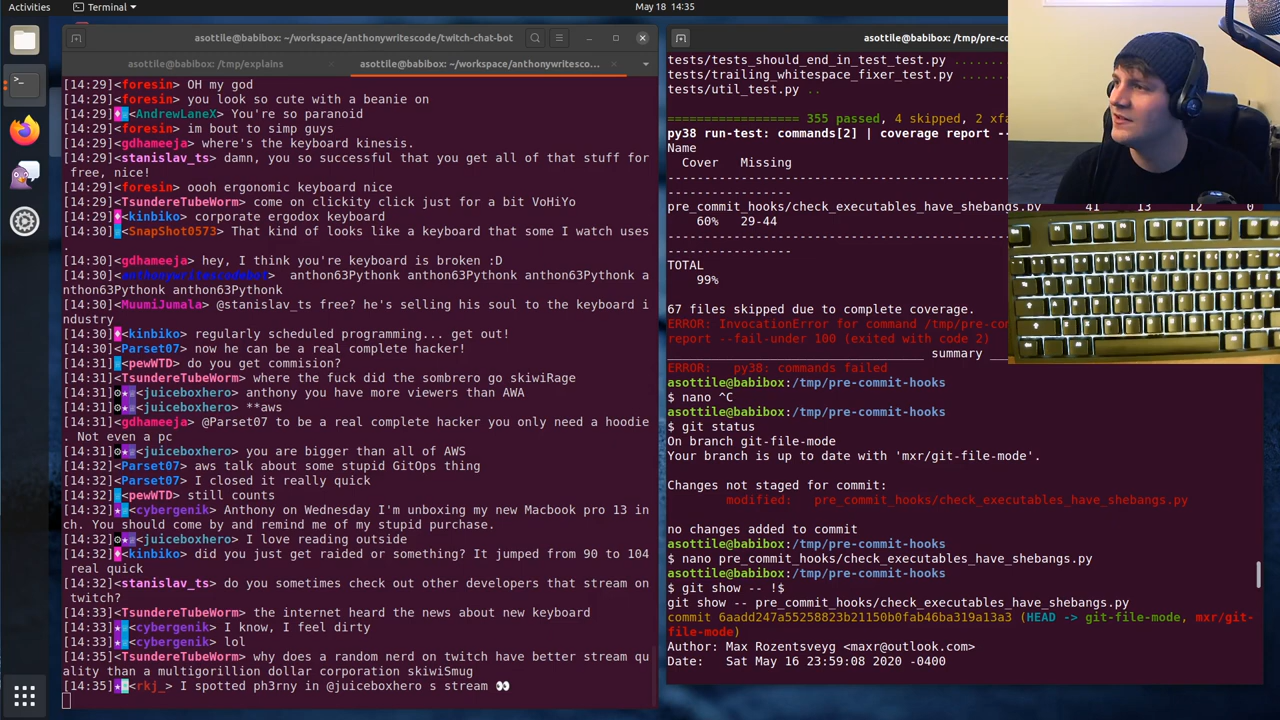 Activities
Terminal
May 18 14:35
asottile@babibox: ~/workspace/anthonywritescode/twitch-chat-bot
asottile@babibox: /tmp/explains
asottile@babibox: ~/workspace/anthonywritesco...
[14:29]<foresin> OH my god
[14:29]<foresin> you look so cute with a beanie on
[14:29]<AndrewLaneX> You're so paranoid
[14:29]<foresin> im bout to simp guys
[14:29]<gdhameeja> where's the keyboard kinesis.
[14:29]<stanislav_ts> damn, you so successful that you get all of that stuff for
free, nice!
[14:29]<foresin> oooh ergonomic keyboard nice
[14:29]<TsundereTubeWorm> come on clickity click just for a bit VoHiYo
[14:29]<kinbiko> corporate ergodox keyboard
[14:30]<SnapShot0573> That kind of looks like a keyboard that some I watch uses
.
[14:30]<gdhameeja> hey, I think you're keyboard is broken :D
[14:30]<anthonywritescodebot> anthon63Pythonk anthon63Pythonk anthon63Pythonk a
nthon63Pythonk anthon63Pythonk
[14:30]<MuumiJumala> @stanislav_ts free? he's selling his soul to the keyboard i
ndustry
[14:30]<kinbiko> regularly scheduled programming... get out!
[14:30]<Parset07> now he can be a real complete hacker!
[14:30]<pewWTD> do you get commision?
[14:30]<TsundereTubeWorm> where the fuck did the sombrero go skiwiRage
[14:31]<juiceboxhero> anthony you have more viewers than AWA
[14:31]<juiceboxhero> **aws
[14:31]<gdhameeja> @Parset07 to be a real complete hacker you only need a hoodie
. Not even a pc
[14:31]<juiceboxhero> you are bigger than all of AWS
[14:32]<Parset07> aws talk about some stupid GitOps thing
[14:32]<Parset07> I closed it really quick
[14:32]<pewWTD> still counts
[14:32]<cybergenik> Anthony on Wednesday I'm unboxing my new Macbook pro 13 in
ch. You should come by and remind me of my stupid purchase.
[14:32]<juiceboxhero> I love reading outside
[14:32]<kinbiko> did you just get raided or something? It jumped from 90 to 104
real quick
[14:32]<stanislav_ts> do you sometimes check out other developers that stream on
twitch?
[14:33]<TsundereTubeWorm> the internet heard the news about new keyboard
[14:33]<cybergenik> I know, I feel dirty
[14:33]<cybergenik> lol
[14:35]<TsundereTubeWorm> why does a random nerd on twitch have better stream qu
ality than a multigorillion dollar corporation skiwiSmug
[14:35]<rkj_> I spotted ph3rny in @juiceboxhero s stream 👀
asottile@babibox: /tmp/pre-co
tests/tests_should_end_in_test_test.py .......
tests/trailing_whitespace_fixer_test.py .....
tests/util_test.py ..
================== 355 passed, 4 skipped, 2 xfa
py38 run-test: commands[2] | coverage report --
Name
Cover Missing
----------------------------------------------
----------------
pre_commit_hooks/check_executables_have_shebangs.py 41 13 12 0
60% 29-44
----------------------------------------------
----------------
TOTAL
99%
67 files skipped due to complete coverage.
ERROR: InvocationError for command /tmp/pre-com
report --fail-under 100 (exited with code 2)
___________________________________ summary ____
ERROR: py38: commands failed
asottile@babibox:/tmp/pre-commit-hooks
$ nano ^C
asottile@babibox:/tmp/pre-commit-hooks
$ git status
On branch git-file-mode
Your branch is up to date with 'mxr/git-file-mode'.
Changes not staged for commit:
modified: pre_commit_hooks/check_executables_have_shebangs.py
no changes added to commit
asottile@babibox:/tmp/pre-commit-hooks
$ nano pre_commit_hooks/check_executables_have_shebangs.py
asottile@babibox:/tmp/pre-commit-hooks
$ git show -- !$
git show -- pre_commit_hooks/check_executables_have_shebangs.py
commit 6aadd247a55258823b21150b0fab46ba319a13a3 (HEAD -> git-file-mode, mxr/git-
file-mode)
Author: Max Rozentsveyg <maxr@outlook.com>
Date: Sat May 16 23:59:08 2020 -0400